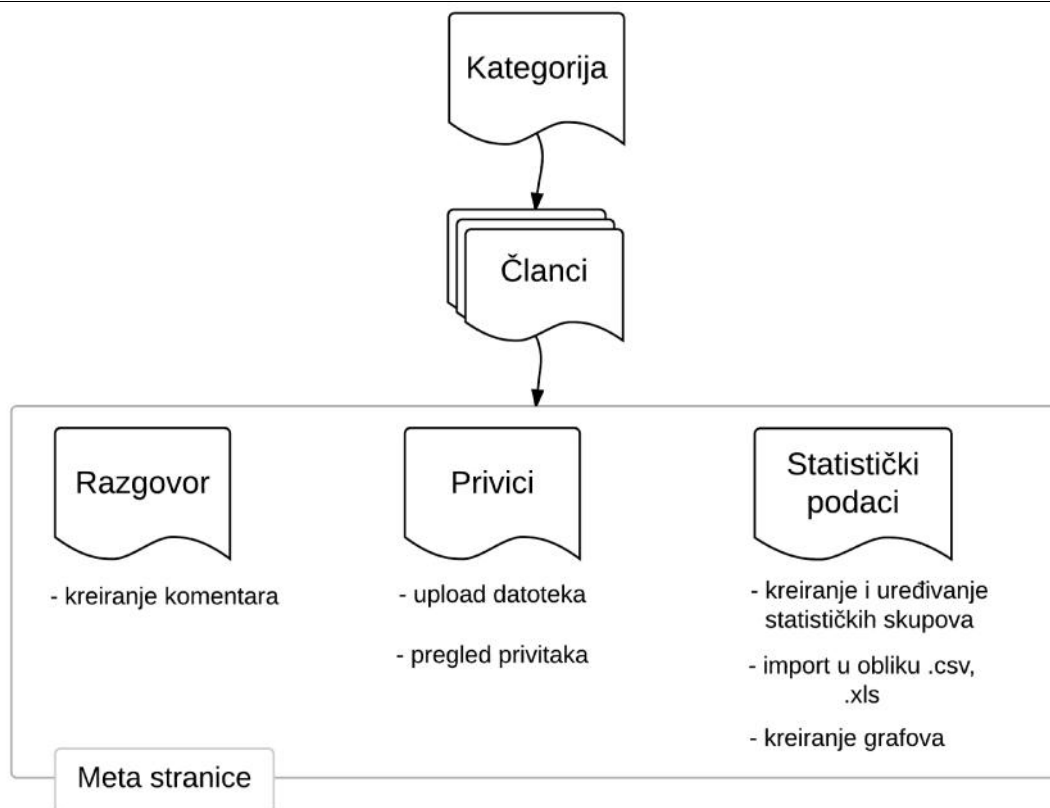 Kategorija
Članci
Razgovor
- kreiranje komentara
Privici
- upload datoteka
- pregled privitaka
Statistički
podaci
- kreiranje i uređivanje
statističkih skupova
- import u obliku .csv,
.xls
- kreiranje grafova
Meta stranice